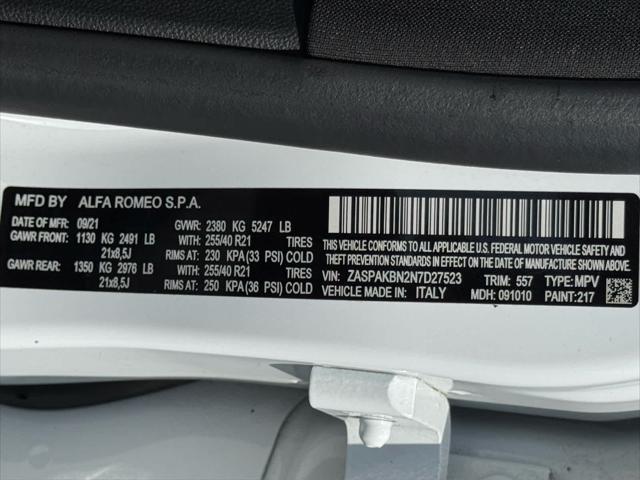 MFD BY ALFA ROMEO S.P.A.
DATE OF MFR: 09/21 GVWR: 2380 KG 5247 LB
GAWR FRONT: 1130 KG 2491 LB WITH: 255/40 R21 TIRES
21x8,5J RIMS AT: 230 KPA(33 PSI) COLD
GAWR REAR: 1350 KG 2976 LB WITH: 255/40 R21 TIRES
21x8,5J RIMS AT: 250 KPA(36 PSI) COLD
THIS VEHICLE CONFORMS TO ALL APPLICABLE U.S. FEDERAL MOTOR VEHICLE SAFETY AND
THEFT PREVENTION STANDARDS IN EFFECT ON THE DATE OF MANUFACTURE SHOWN ABOVE.
VIN: ZASPAKBN2N7D27523 TRIM: 557 TYPE: MPV
VEHICLE MADE IN: ITALY MDH: 091010 PAINT: 217